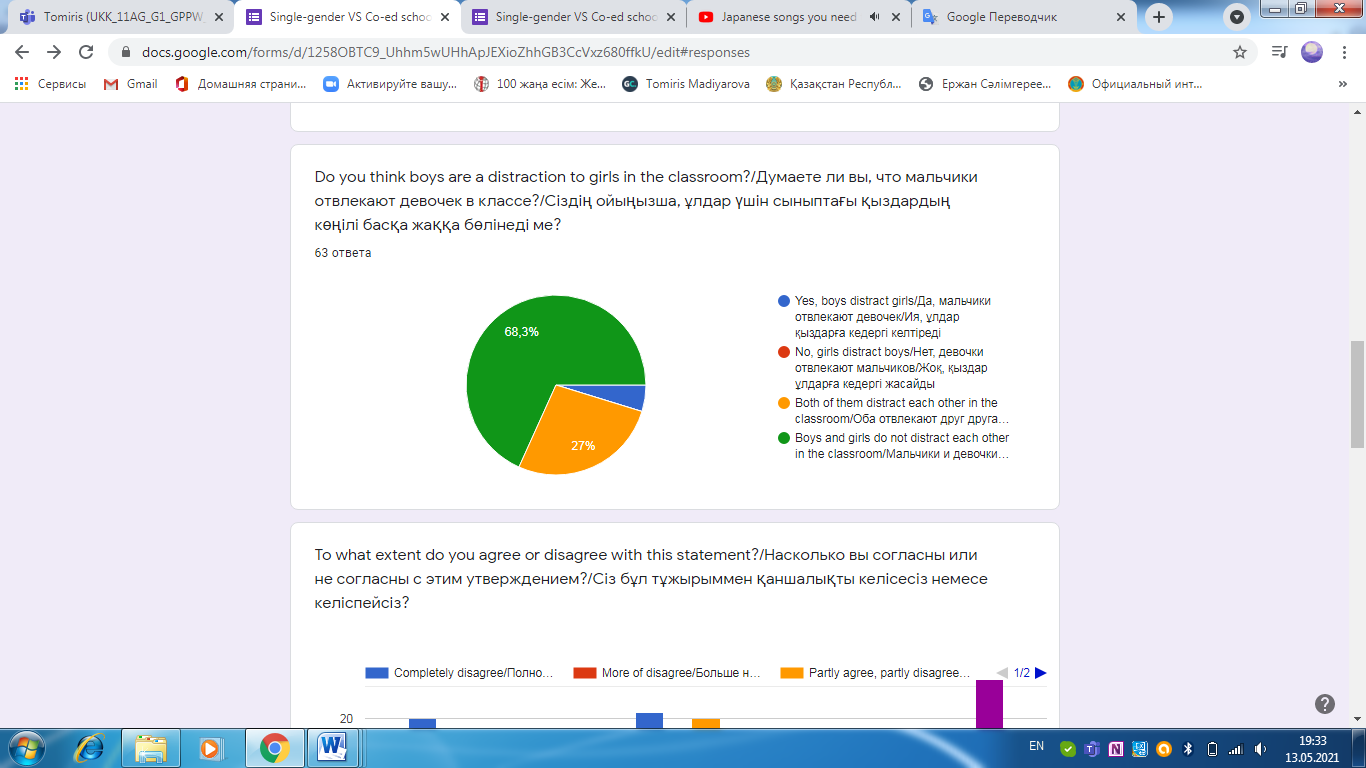 Tomiris (UKK_11AG_G1_GPPW_
Single-gender VS Co-ed schoo
Single-gender VS Co-ed schoo
Japanese songs you need
Google Переводчик
docs.google.com/forms/d/1258OBTC9_Uhhm5wUHhApJEXioZhhGB3CcVxz680ffkU/edit#responses
Сервисы
Gmail
Домашняя страни...
Активируйте вашу...
100 жаңа есім: Же...
GC
Tomiris Madiyarova
Қазақстан Республ...
Ержан Сәлімгерее...
Официальный инт...
»
Do you think boys are a distraction to girls in the classroom?/Думаете ли вы, что мальчики
отвлекают девочек в классе?/Сіздің ойыңызша, ұлдар үшін сыныптағы қыздардың
көңілі басқа жаққа бөлінеді ме?
63 ответа
68,3%
27%
Yes, boys distract girls/Да, мальчики
отвлекают девочек/Ия, ұлдар
қыздарға кедергі келтіреді
No, girls distract boys/Нет, девочки
отвлекают мальчиков/Жоқ, қыздар
ұлдарға кедергі жасайды
Both of them distract each other in the
classroom/Оба отвлекают друг друга...
Boys and girls do not distract each other
in the classroom/Мальчики и девочки...
To what extent do you agree or disagree with this statement?/Насколько вы согласны или
не согласны с этим утверждением?/Сіз бұл тұжырыммен қаншалықты келісесіз немесе
келіспейсіз?
Completely disagree/Полно...
More of disagree/Больше н...
Partly agree, partly disagree...
1/2
20
EN
19:33
13.05.2021